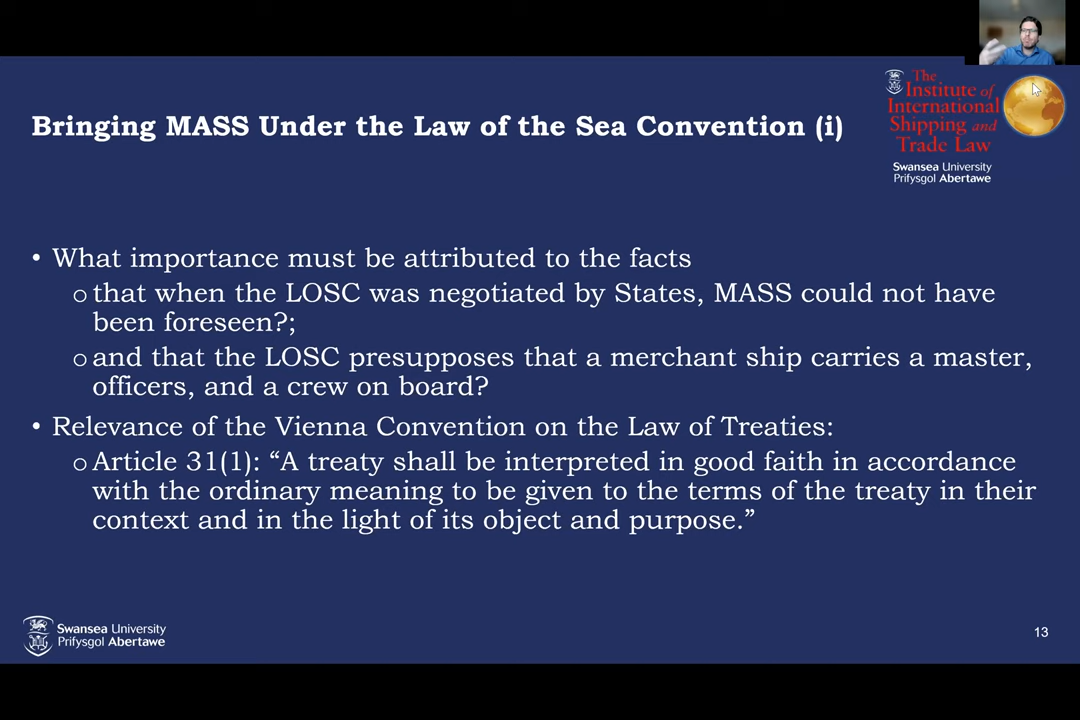 The
Institute of
International
Shipping and
Trade Law
Swansea University
Prifysgol Abertawe
Bringing MASS Under the Law of the Sea Convention (i)
• What importance must be attributed to the facts
o that when the LOSC was negotiated by States, MASS could not have
been foreseen?;
o and that the LOSC presupposes that a merchant ship carries a master,
officers, and a crew on board?
• Relevance of the Vienna Convention on the Law of Treaties:
o Article 31(1): “A treaty shall be interpreted in good faith in accordance
with the ordinary meaning to be given to the terms of the treaty in their
context and in the light of its object and purpose.”
Swansea University
Prifysgol Abertawe
13